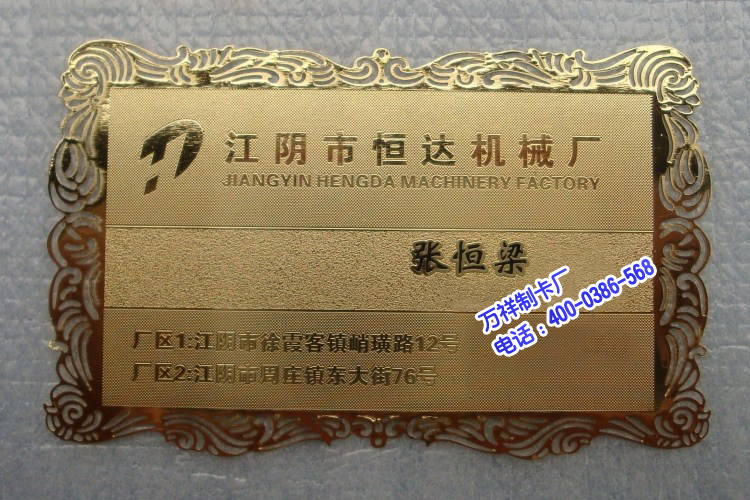 江阴市恒达机械厂
JIANGYIN HENGDA MACHINERY FACTORY
张恒梁
万祥制卡厂
电话：400-0386-568
厂区1:江阴市徐霞客镇峭璜路12号
厂区2:江阴市周庄镇东大街76号